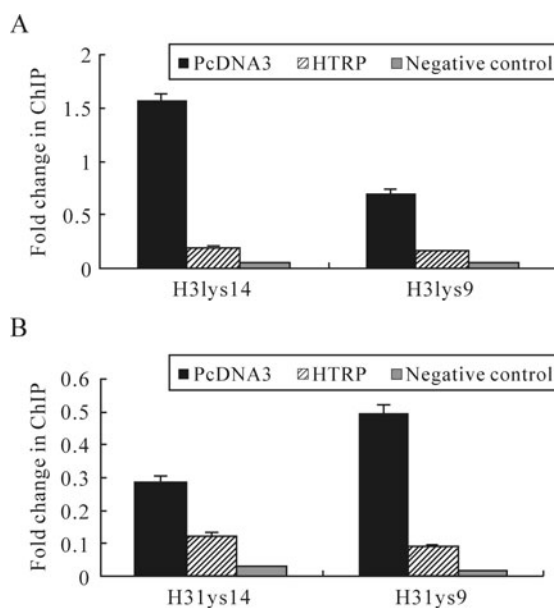 A
PcDNA3 HTRP Negative control
Fold change in ChIP
2
1.5
1
0.5
0
H3lys14 H3lys9
B
PcDNA3 HTRP Negative control
Fold change in ChIP
0.6
0.5
0.4
0.3
0.2
0.1
0
H31ys14 H31ys9